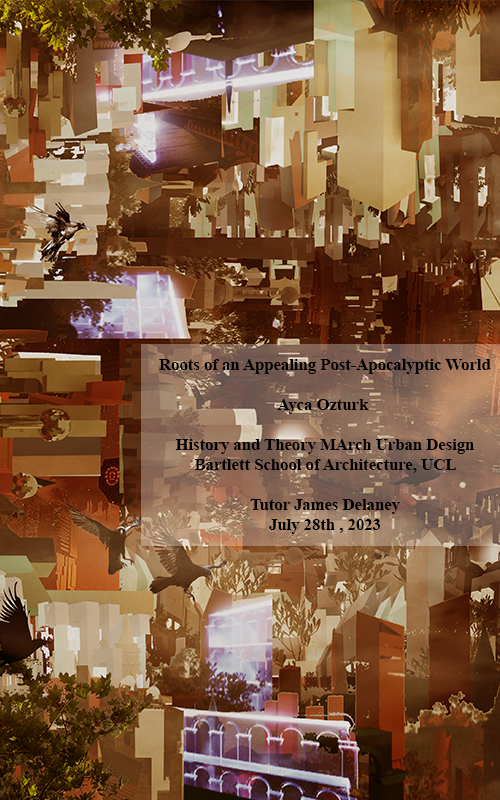 Roots of an Appealing Post-Apocalyptic World
Ayca Ozturk
History and Theory MArch Urban Design
Bartlett School of Architecture, UCL
Tutor James Delaney
July 28th , 2023